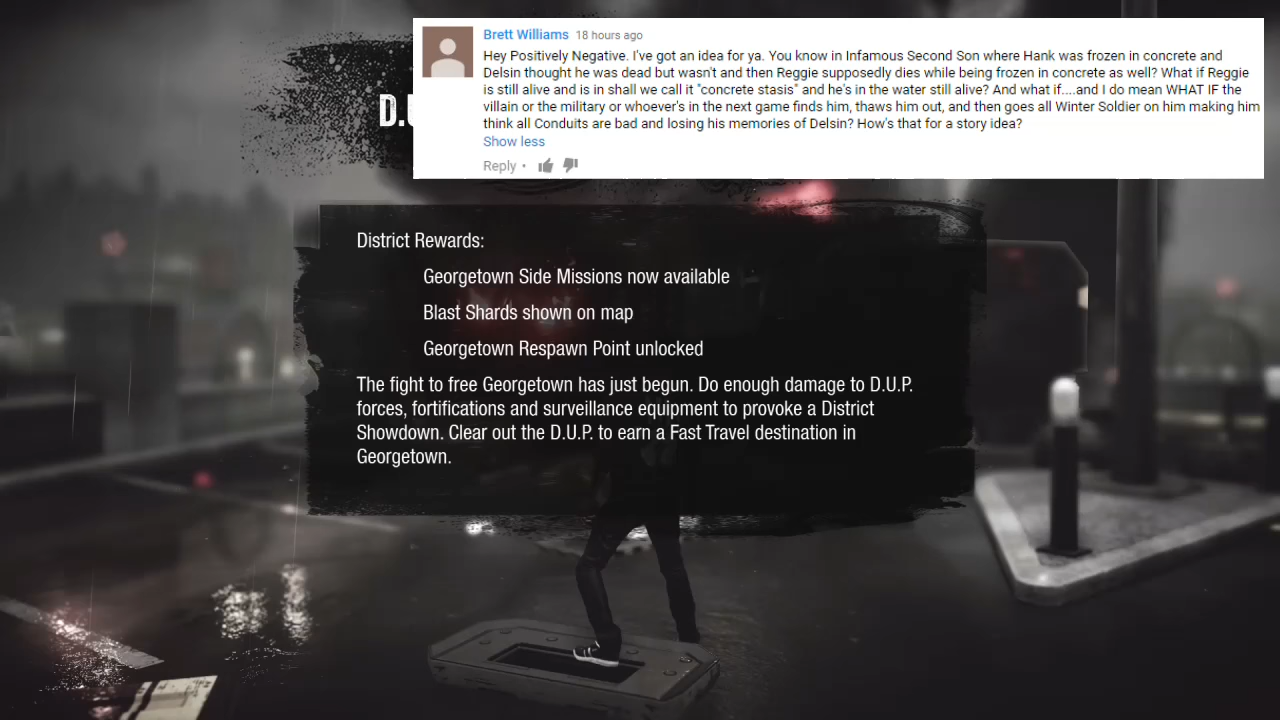 Brett Williams 18 hours ago
Hey Positively Negative. I've got an idea for ya. You know in Infamous Second Son where Hank was frozen in concrete and
Delsin thought he was dead but wasn't and then Reggie supposedly dies while being frozen in concrete as well? What if Reggie
is still alive and is in shall we call it "concrete stasis" and he's in the water still alive? And what if....and I do mean WHAT IF the
villain or the military or whoever's in the next game finds him, thaws him out, and then goes all Winter Soldier on him making him
think all Conduits are bad and losing his memories of Delsin? How's that for a story idea?
Show less
Reply •
District Rewards:
Georgetown Side Missions now available
Blast Shards shown on map
Georgetown Respawn Point unlocked
The fight to free Georgetown has just begun. Do enough damage to D.U.P.
forces, fortifications and surveillance equipment to provoke a District
Showdown. Clear out the D.U.P. to earn a Fast Travel destination in
Georgetown.